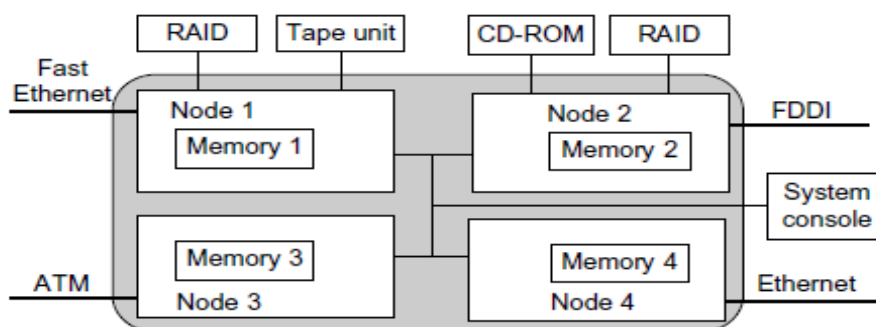 RAID
Tape unit
CD-ROM
RAID
Fast
Ethernet
Node 1
Memory 1
Node 2
Memory 2
FDDI
System
console
Memory 3
Node 3
ATM
Memory 4
Node 4
Ethernet